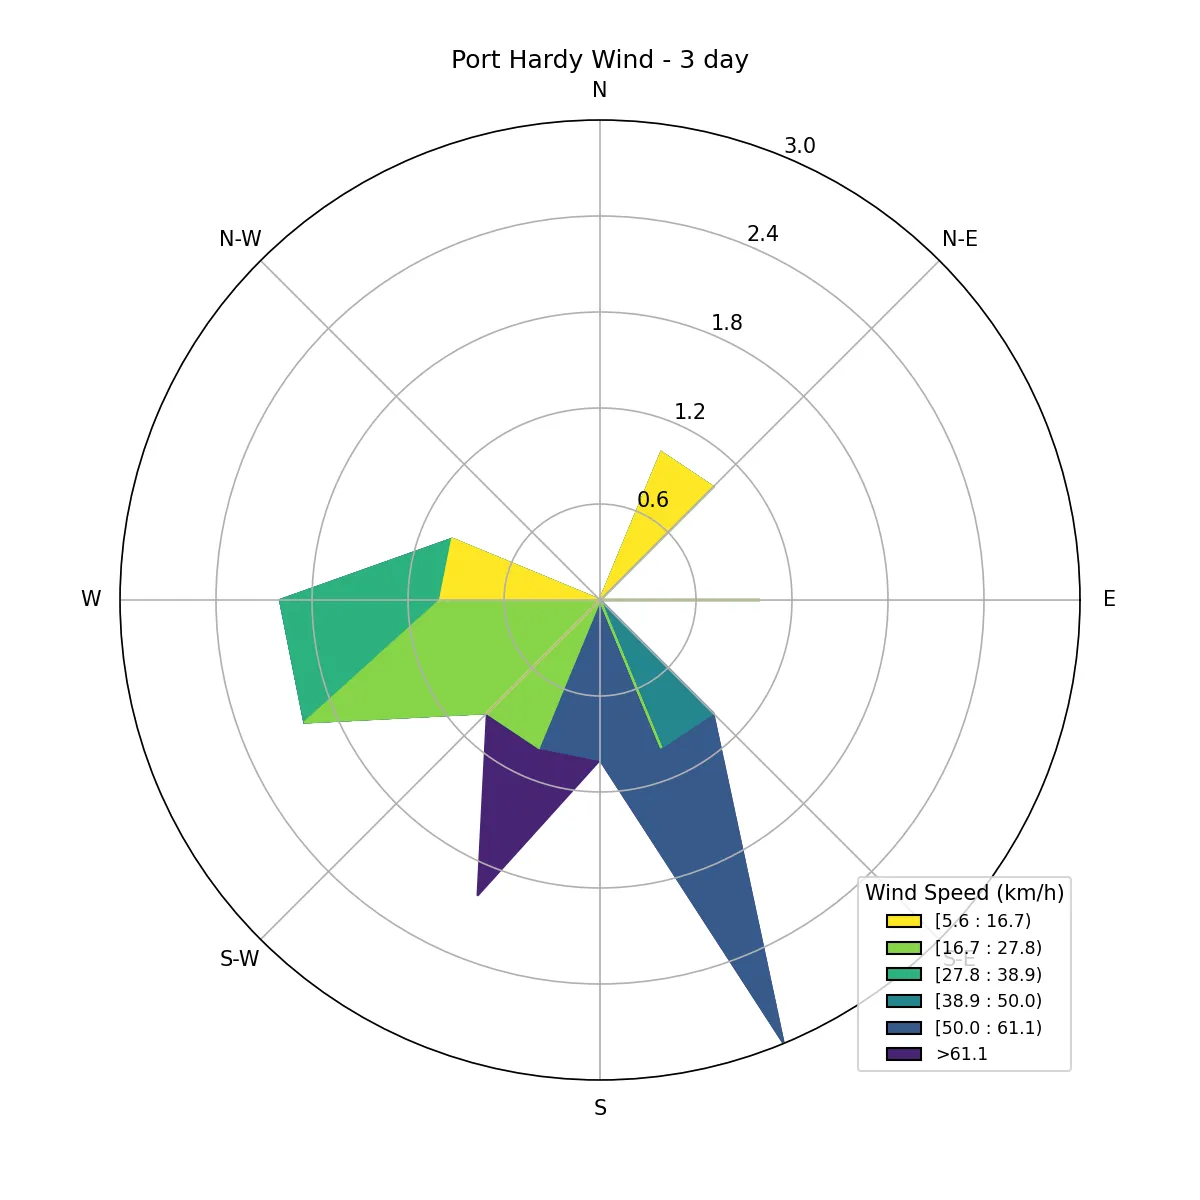 Port Hardy Wind - 3 day
N
3.0
N-W
2.4
N-E
1.8
1.2
0.6
W
E
Wind Speed (km/h)
[5.6 : 16.7)
[16.7 : 27.8)
S-W
S-E
[27.8 : 38.9)
[38.9 : 50.0)
[50.0 : 61.1)
>61.1
S